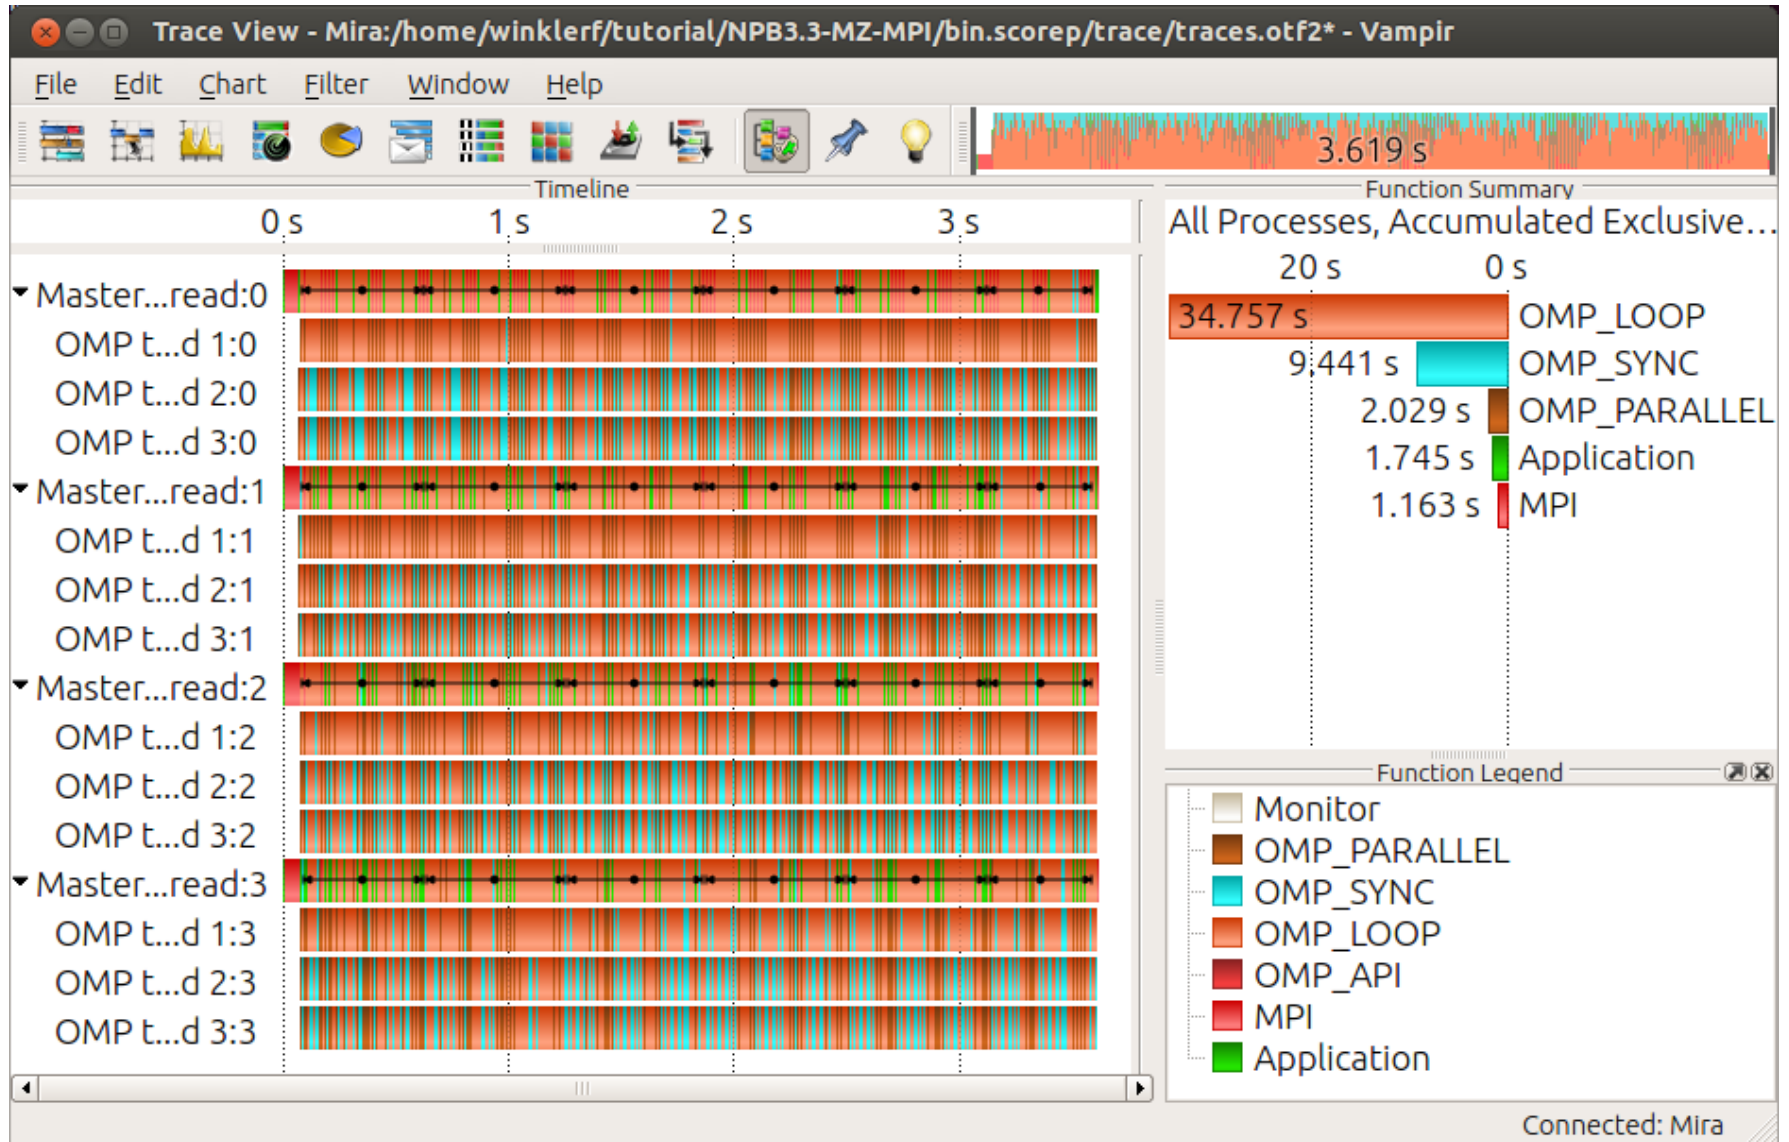 Trace View - Mira:/home/winklerf/tutorial/NPB3.3-MZ-MPI/bin.scorep/trace/traces.otf2* - Vampir
File Edit Chart Filter Window Help
3.619 s
Timeline
0 s 1 s 2 s 3 s
Master...read:0
OMP t...d 1:0
OMP t...d 2:0
OMP t...d 3:0
Master...read:1
OMP t...d 1:1
OMP t...d 2:1
OMP t...d 3:1
Master...read:2
OMP t...d 1:2
OMP t...d 2:2
OMP t...d 3:2
Master...read:3
OMP t...d 1:3
OMP t...d 2:3
OMP t...d 3:3
Function Summary
All Processes, Accumulated Exclusive...
20 s 0 s
34.757 s OMP_LOOP
9.441 s OMP_SYNC
2.029 s OMP_PARALLEL
1.745 s Application
1.163 s MPI
Function Legend
Monitor
OMP_PARALLEL
OMP_SYNC
OMP_LOOP
OMP_API
MPI
Application
Connected: Mira